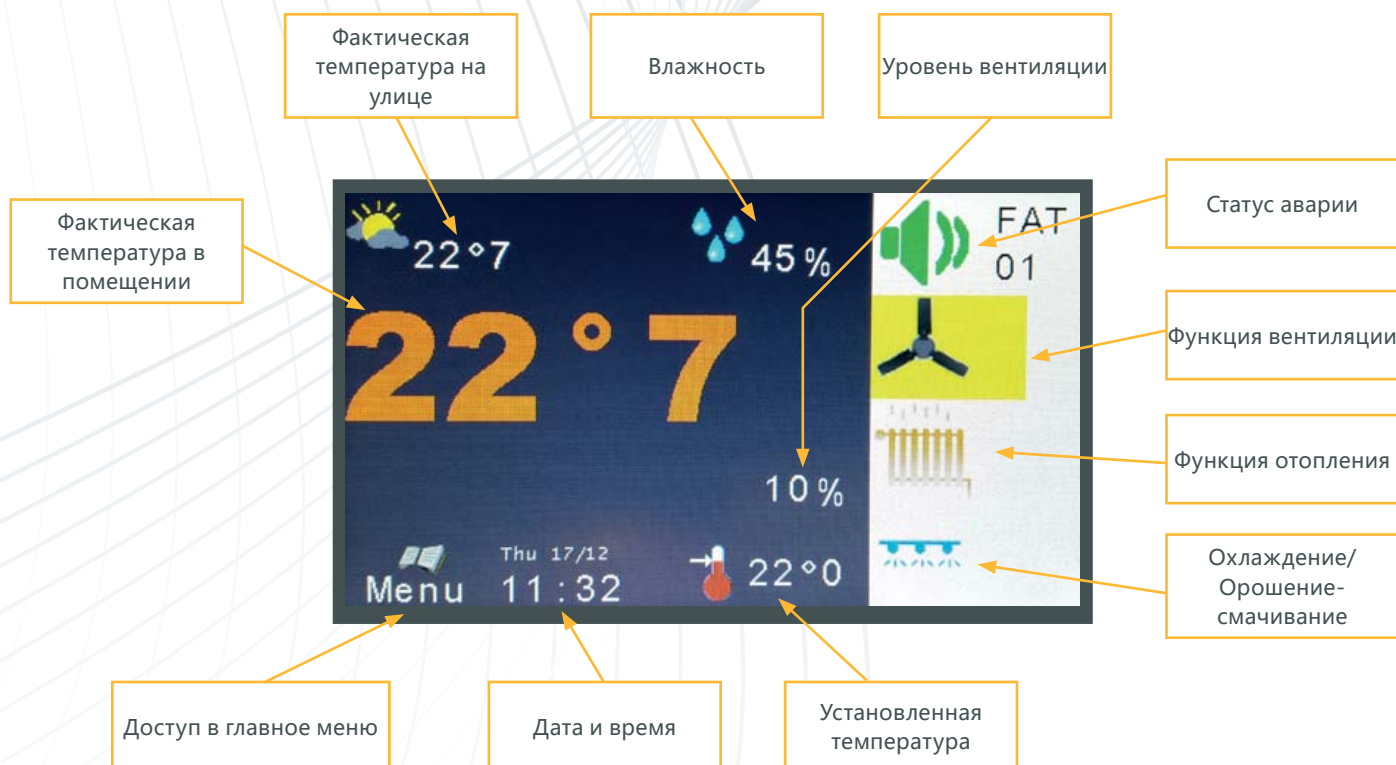 Фактическая
температура на
улице
Влажность
Уровень вентиляции
Фактическая
температура в
помещении
Статус аварии
Функция вентиляции
Функция отопления
Охлаждение/
Орошение-
смачивание
22°7
45%
FAT
01
22°7
10%
Menu
Thu 17/12
11:32
22°0
Доступ в главное меню
Дата и время
Установленная
температура